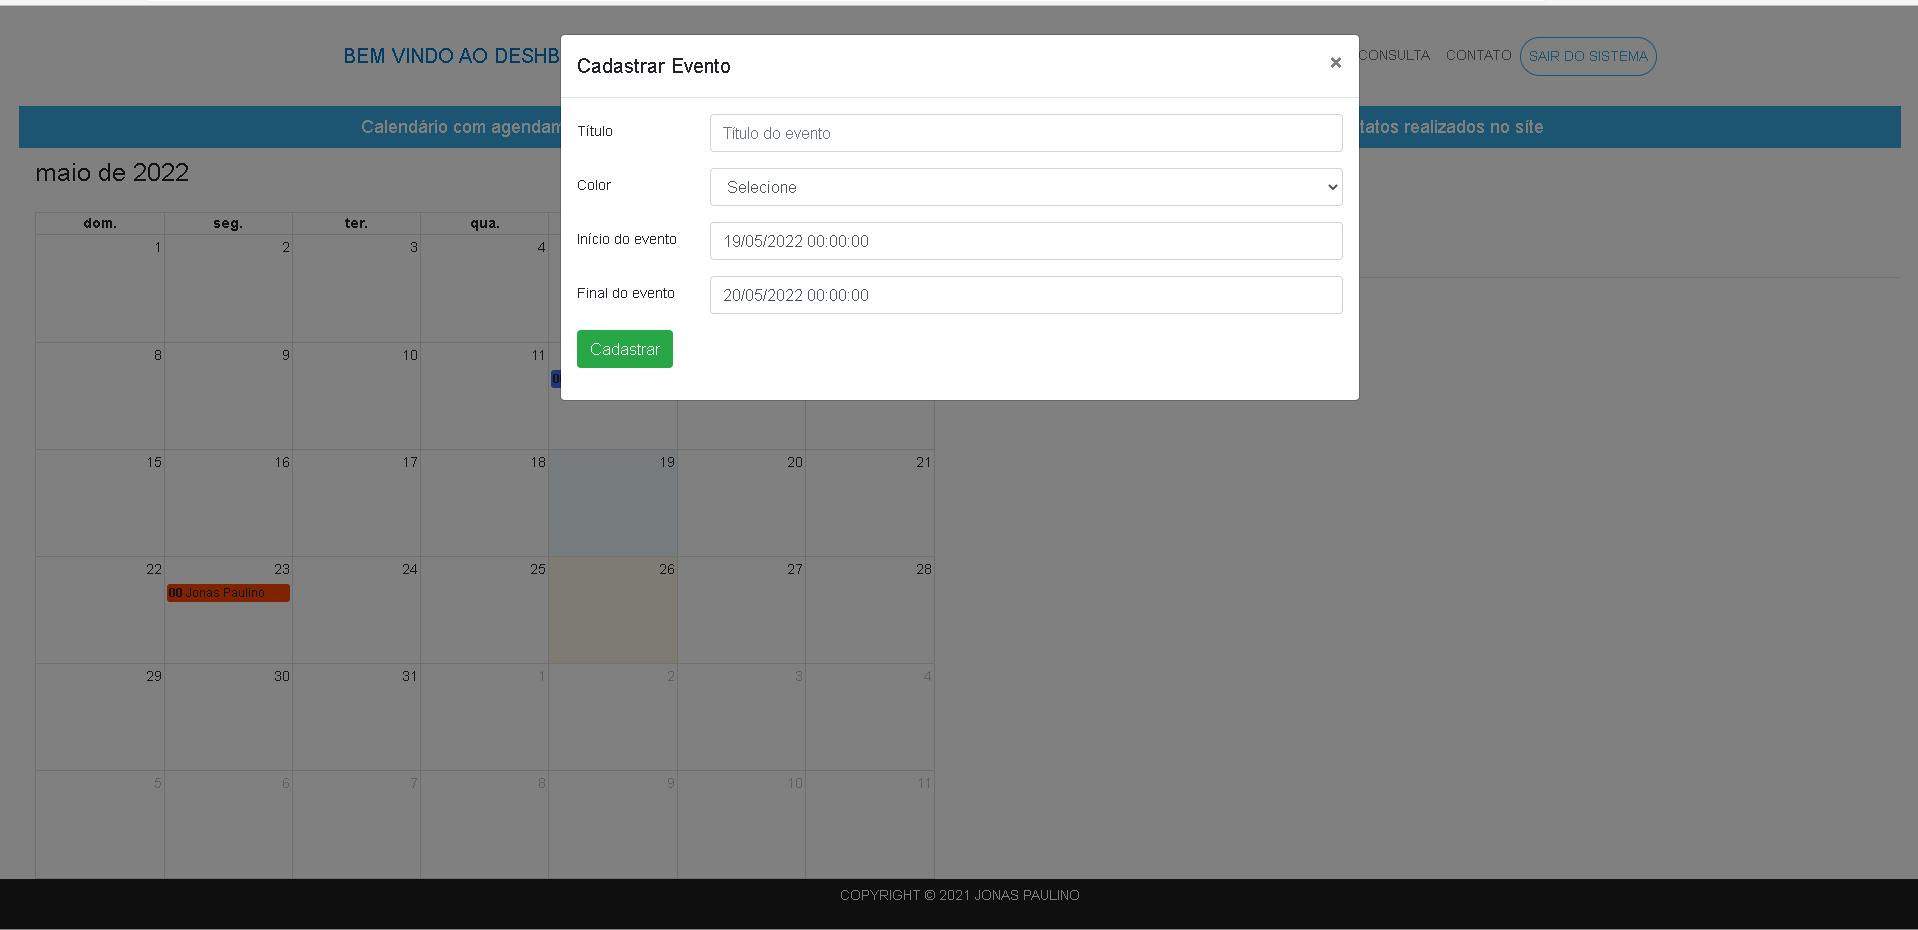 BEM VINDO AO DESHB
CONSULTA CONTATO SAIR DO SISTEMA
Cadastrar Evento ×
Calendário com agendam
tatos realizados no síte
Título Título do evento
Color Selecione
Início do evento 19/05/2022 00:00:00
Final do evento 20/05/2022 00:00:00
Cadastrar
maio de 2022
dom. seg. ter. qua.
1 2 3 4
8 9 10 11
00
15 16 17 18 19 20 21
22 23 24 25 26 27 28
00 Jonas Paulino
29 30 31 1 2 3 4
5 6 7 8 9 10 11
COPYRIGHT © 2021 JONAS PAULINO